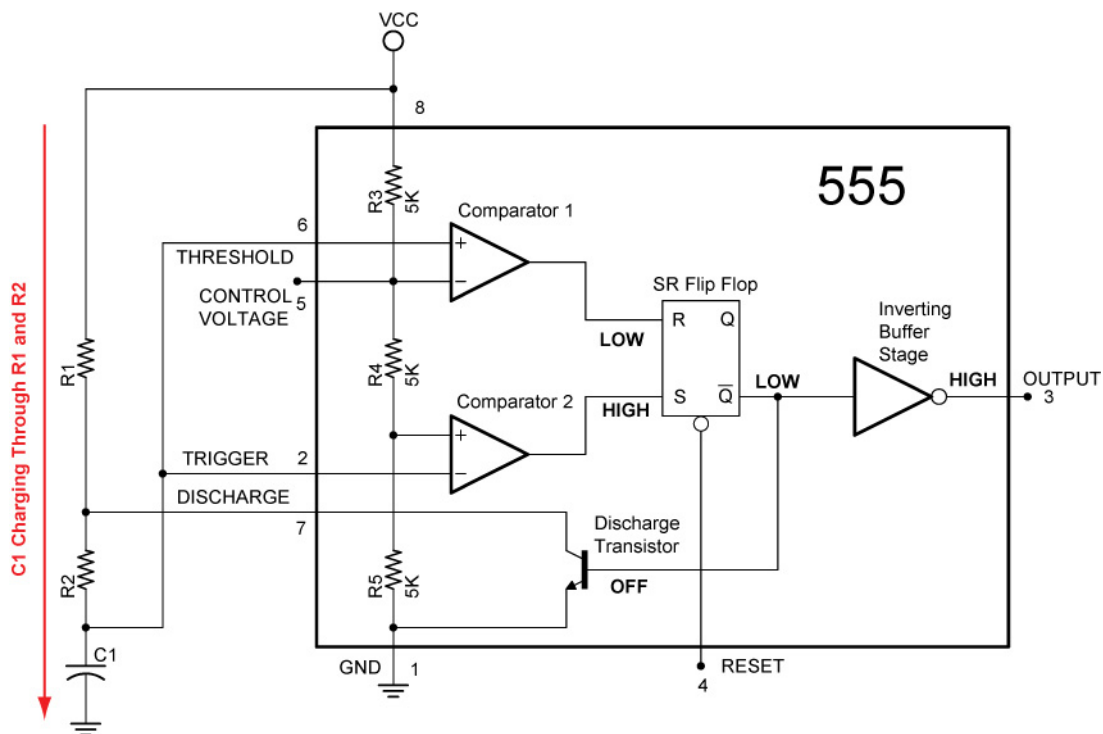 VCC
8
555
R3
5K
Comparator 1
6
+
THRESHOLD
−
CONTROL
VOLTAGE
5
SR Flip Flop
R
Q
LOW
Inverting
Buffer
Stage
C1 Charging Through R1 and R2
R1
R4
5K
Comparator 2
HIGH
S
Q̅
LOW
HIGH
OUTPUT
3
+
TRIGGER
2
−
DISCHARGE
7
Discharge
Transistor
R2
R5
5K
OFF
C1
GND
1
RESET
4